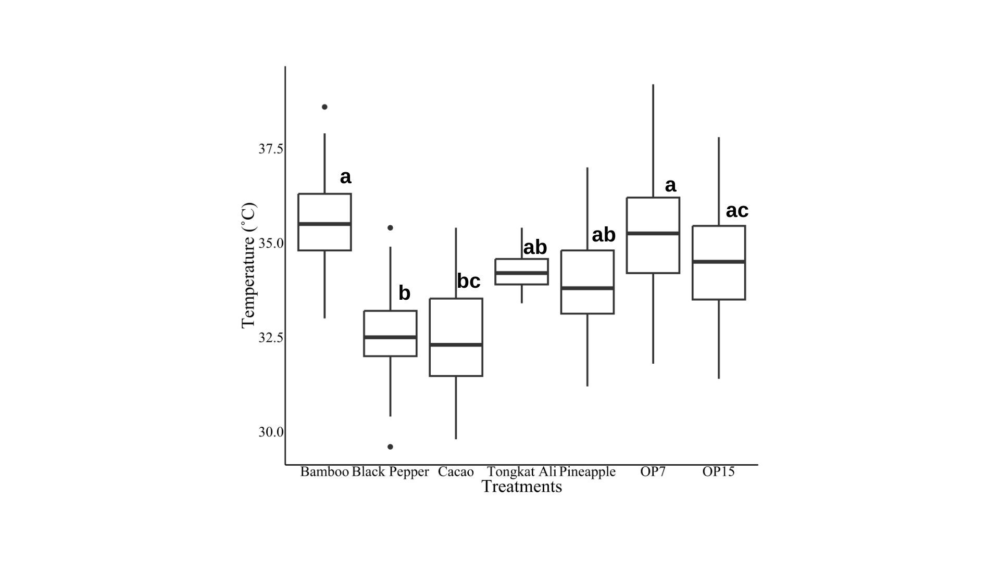 37.5
35.0
32.5
30.0
Temperature (˚C)
a
b
bc
ab
ab
a
ac
Bamboo Black Pepper Cacao Tongkat Ali Pineapple OP7 OP15
Treatments